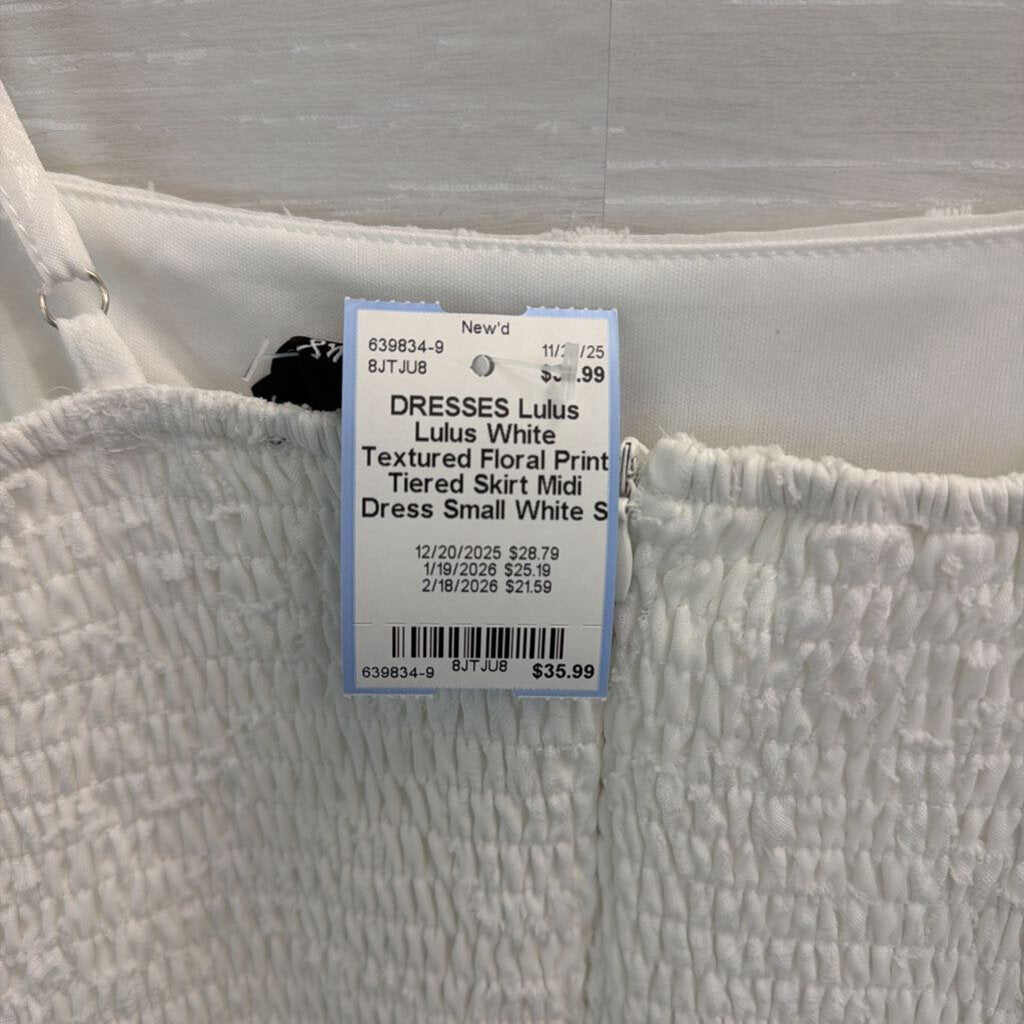 New'd
639834-9
8JTJU8
DRESSES Lulus
Lulus White
Textured Floral Print
Tiered Skirt Midi
Dress Small White S
12/20/2025 $28.79
1/19/2026 $25.19
2/18/2026 $21.59
639834-9 8JTJU8 $35.99